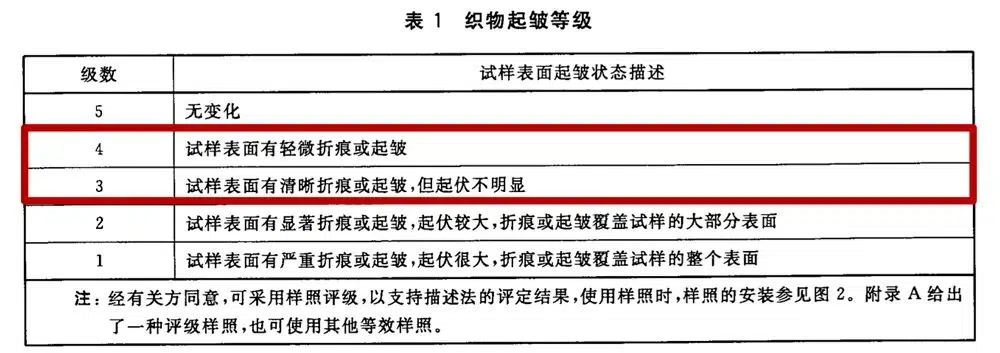 表 1 织物起皱等级
级数 试样表面起皱状态描述
5 无变化
4 试样表面有轻微折痕或起皱
3 试样表面有清晰折痕或起皱,但起伏不明显
2 试样表面有显著折痕或起皱,起伏较大,折痕或起皱覆盖试样的大部分表面
1 试样表面有严重折痕或起皱,起伏很大,折痕或起皱覆盖试样的整个表面
注:经有关方同意,可采用样照评级,以支持描述法的评定结果,使用样照时,样照的安装参见图 2。附录 A 给出
了一种评级样照,也可使用其他等效样照。